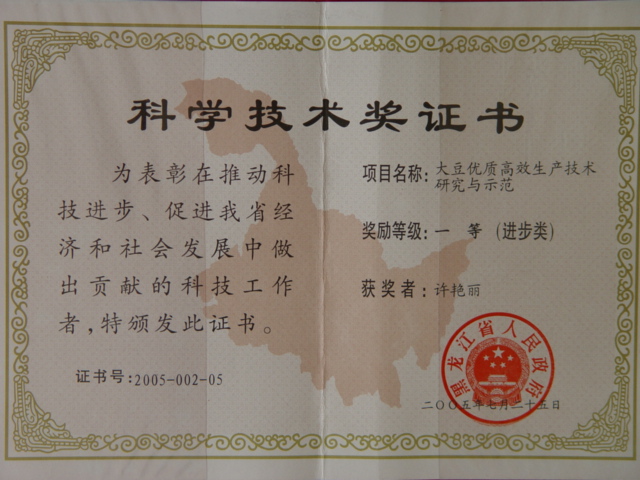 科学技术奖证书
为表彰在推动科
技进步、促进我省经
济和社会发展中做
出贡献的科技工作
者,特颁发此证书。
证书号:2005-002-05
项目名称:大豆优质高效生产技术
研究与示范
奖励等级:一 等 (进步类)
获奖者:许艳丽
黑龙江省人民政府
二〇〇五年七月二十五日